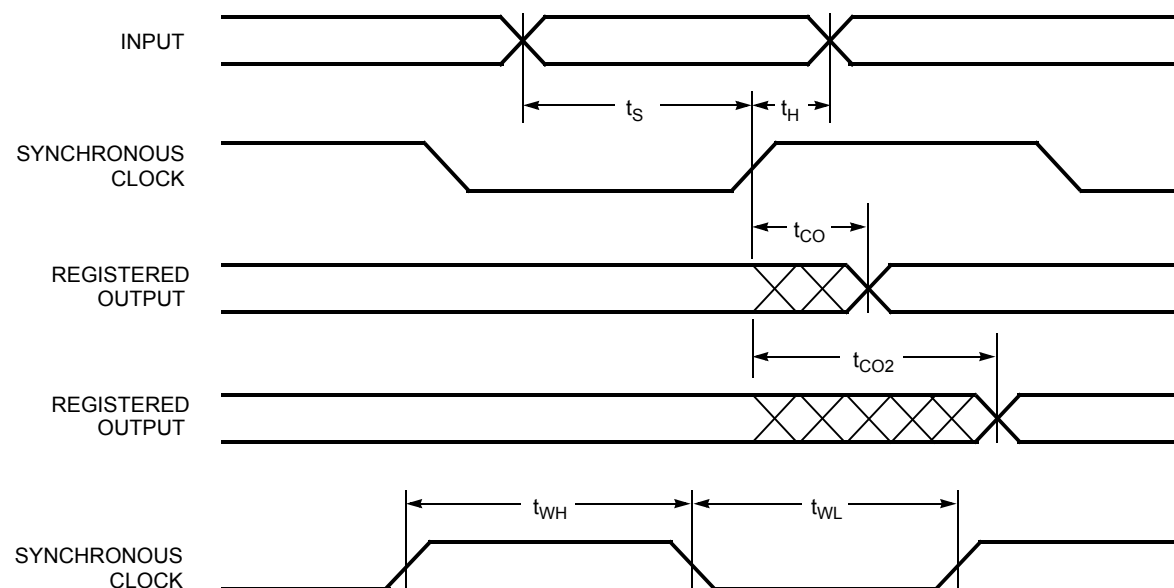 INPUT
t_S
t_H
SYNCHRONOUS
CLOCK
t_CO
REGISTERED
OUTPUT
t_CO2
REGISTERED
OUTPUT
t_WH
t_WL
SYNCHRONOUS
CLOCK